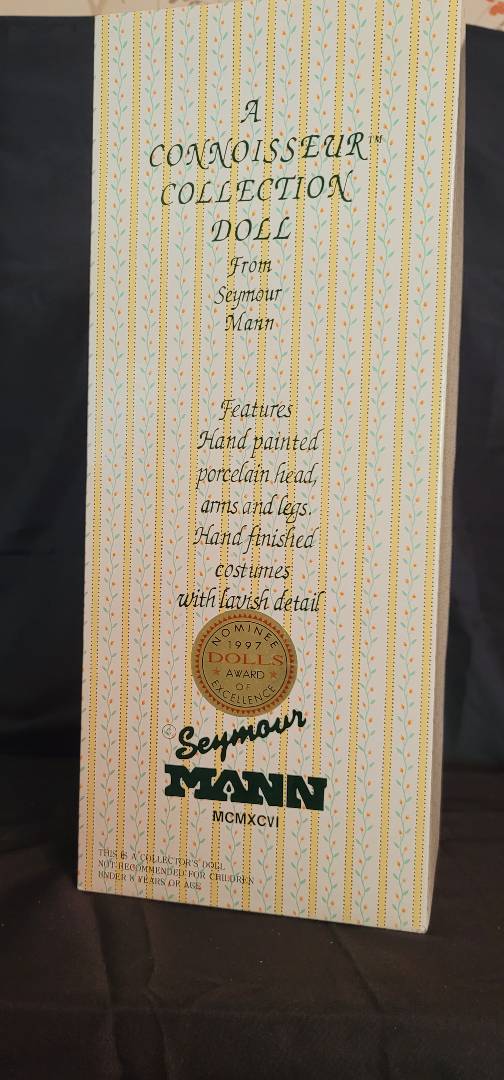 A
CONNOISSEUR™
COLLECTION
DOLL
From
Seymour
Mann
Features
Hand painted
porcelain head,
arms and legs.
Hand finished
costumes
with lavish detail
NOMINEE
1997
DOLLS
AWARD
OF
EXCELLENCE
© Seymour
MANN
MCMXCVI
THIS IS A COLLECTOR'S DOLL
NOT RECOMMENDED FOR CHILDREN
UNDER 8 YEARS OF AGE